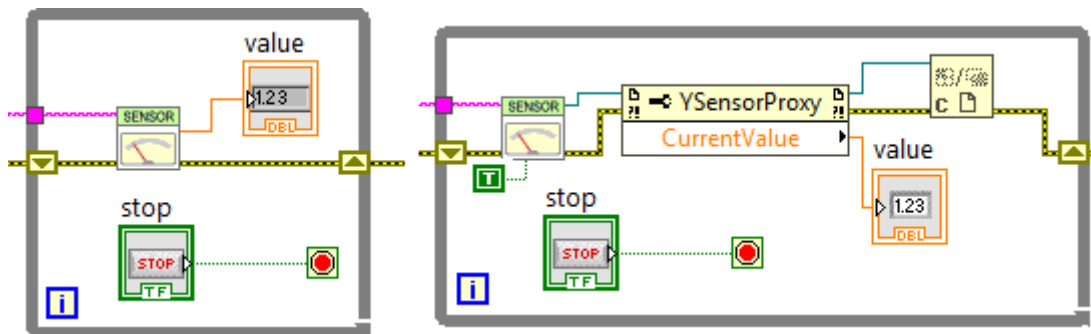 value
1.23
DBL
SENSOR
stop
STOP
TF
i
SENSOR
YSensorProxy
CurrentValue
C
T
value
1.23
DBL
stop
STOP
TF
i